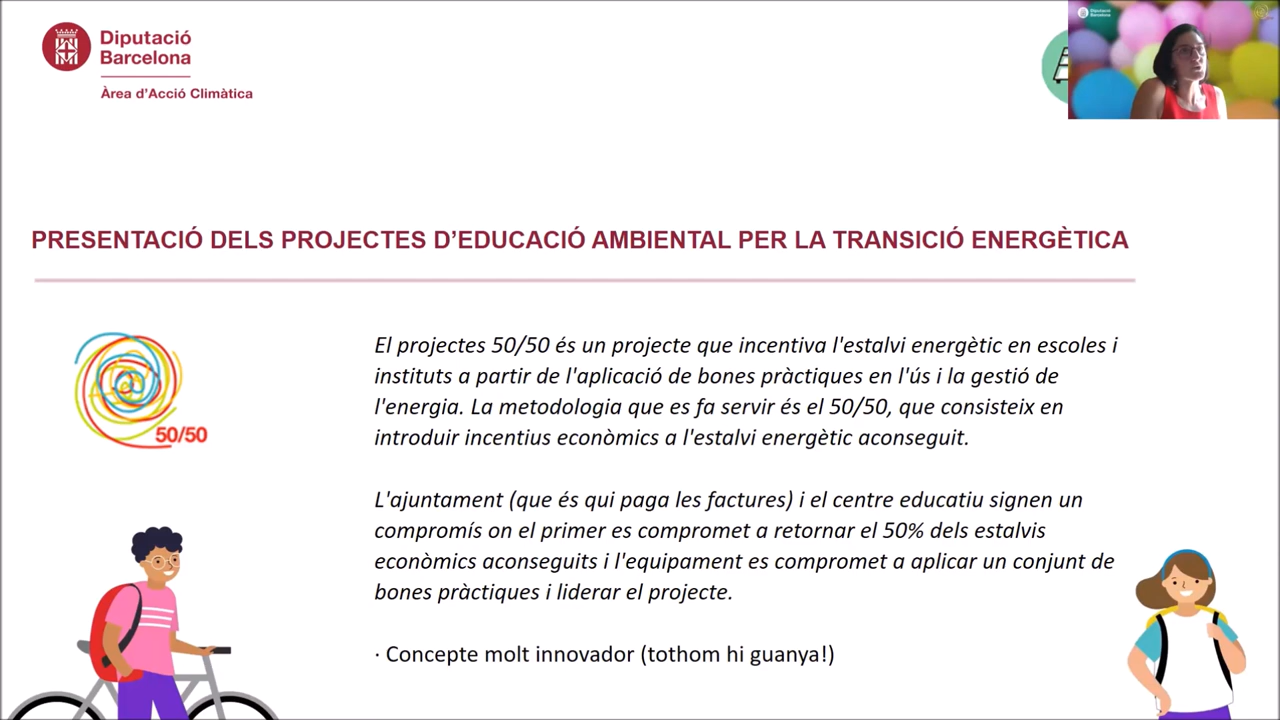 Diputació
Barcelona
Àrea d'Acció Climàtica
Diputació
Barcelona
PRESENTACIÓ DELS PROJECTES D'EDUCACIÓ AMBIENTAL PER LA TRANSICIÓ ENERGÈTICA
50/50
El projectes 50/50 és un projecte que incentiva l'estalvi energètic en escoles i
instituts a partir de l'aplicació de bones pràctiques en l'ús i la gestió de
l'energia. La metodologia que es fa servir és el 50/50, que consisteix en
introduir incentius econòmics a l'estalvi energètic aconseguit.
L'ajuntament (que és qui paga les factures) i el centre educatiu signen un
compromís on el primer es compromet a retornar el 50% dels estalvis
econòmics aconseguits i l'equipament es compromet a aplicar un conjunt de
bones pràctiques i liderar el projecte.
· Concepte molt innovador (tothom hi guanya!)